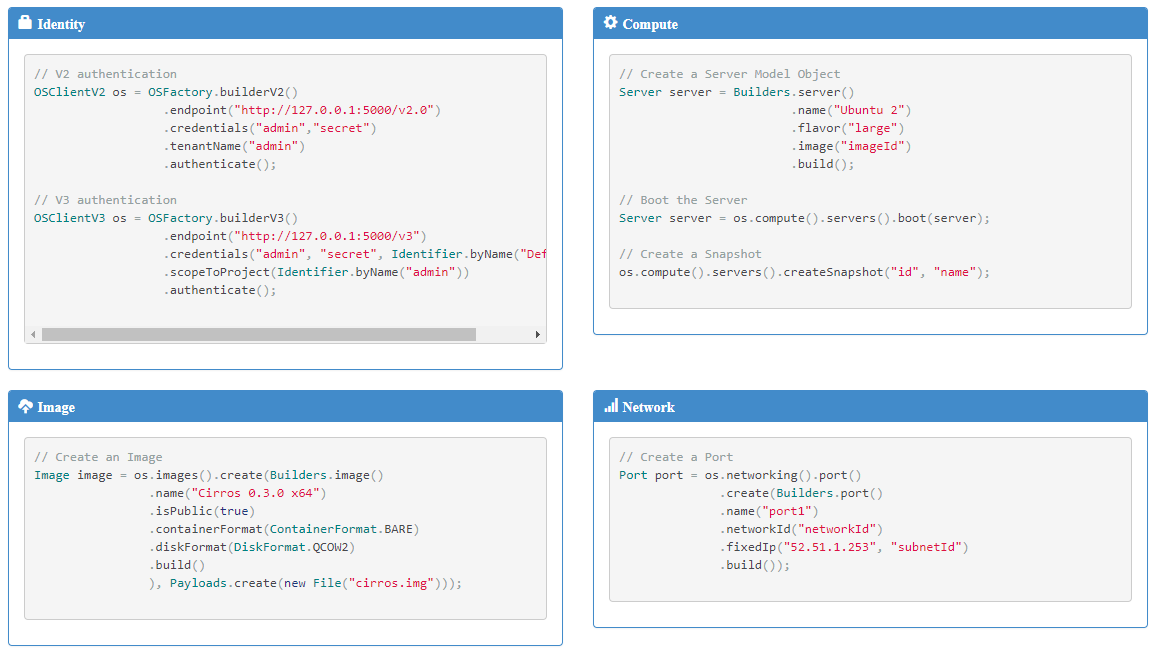 Identity
// V2 authentication
OSClientV2 os = OSFactory.builderV2()
.endpoint("http://127.0.0.1:5000/v2.0")
.credentials("admin","secret")
.tenantName("admin")
.authenticate();
// V3 authentication
OSClientV3 os = OSFactory.builderV3()
.endpoint("http://127.0.0.1:5000/v3")
.credentials("admin", "secret", Identifier.byName("Def
.scopeToProject(Identifier.byName("admin"))
.authenticate();
Compute
// Create a Server Model Object
Server server = Builders.server()
.name("Ubuntu 2")
.flavor("large")
.image("imageId")
.build();
// Boot the Server
Server server = os.compute().servers().boot(server);
// Create a Snapshot
os.compute().servers().createSnapshot("id", "name");
Image
// Create an Image
Image image = os.images().create(Builders.image()
.name("Cirros 0.3.0 x64")
.isPublic(true)
.containerFormat(ContainerFormat.BARE)
.diskFormat(DiskFormat.QCOW2)
.build()
), Payloads.create(new File("cirros.img")));
Network
// Create a Port
Port port = os.networking().port()
.create(Builders.port()
.name("port1")
.networkId("networkId")
.fixedIp("52.51.1.253", "subnetId")
.build());